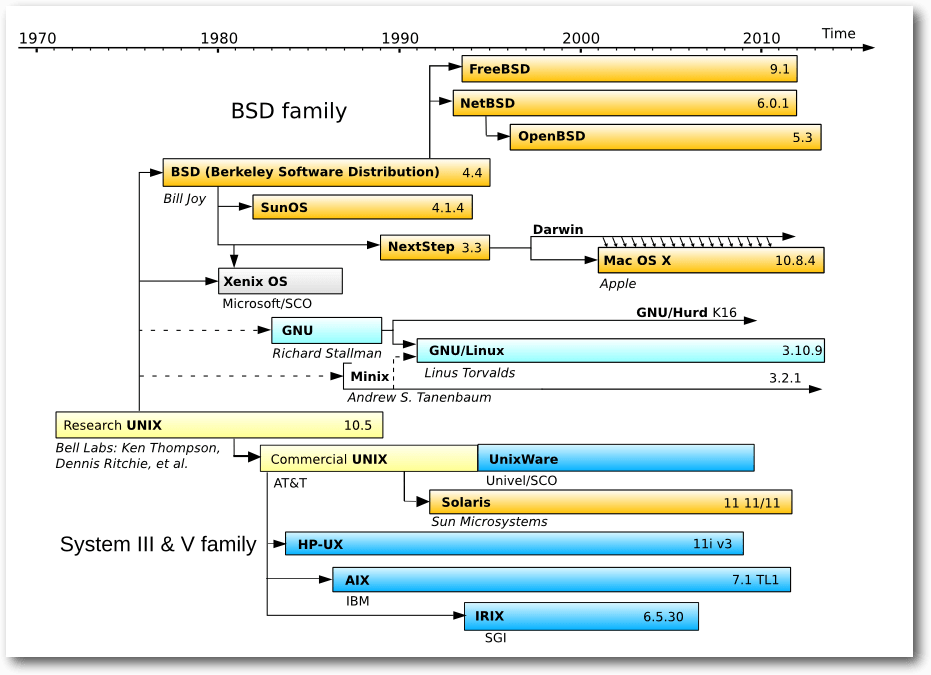 1970 1980 1990 2000 2010 Time
FreeBSD 9.1
BSD family
NetBSD 6.0.1
OpenBSD 5.3
BSD (Berkeley Software Distribution) 4.4
Bill Joy
SunOS 4.1.4
Darwin
NextStep 3.3
Mac OS X 10.8.4
Apple
Xenix OS
Microsoft/SCO
GNU/Hurd K16
GNU
Richard Stallman
GNU/Linux 3.10.9
Linus Torvalds
Minix 3.2.1
Andrew S. Tanenbaum
Research UNIX 10.5
Bell Labs: Ken Thompson,
Dennis Ritchie, et al.
Commercial UNIX
AT&T
UnixWare
Univel/SCO
Solaris 11 11/11
Sun Microsystems
System III & V family
HP-UX 11i v3
AIX 7.1 TL1
IBM
IRIX 6.5.30
SGI